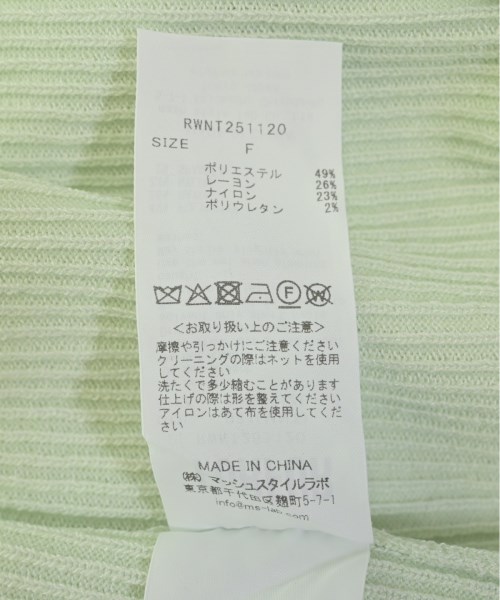 RWNT251120
SIZE F
ポリエステル 49%
レーヨン 26%
ナイロン 23%
ポリウレタン 2%
F W
＜お取り扱い上のご注意＞
摩擦や引っかけにご注意ください
クリーニングの際はネットを使用
してください
洗たくで多少縮むことがあります
仕上げの際は形を整えてください
アイロンはあて布を使用してください
MADE IN CHINA
(株) マッシュスタイルラボ
東京都千代田区麹町5-7-1
info@ms-lab.com